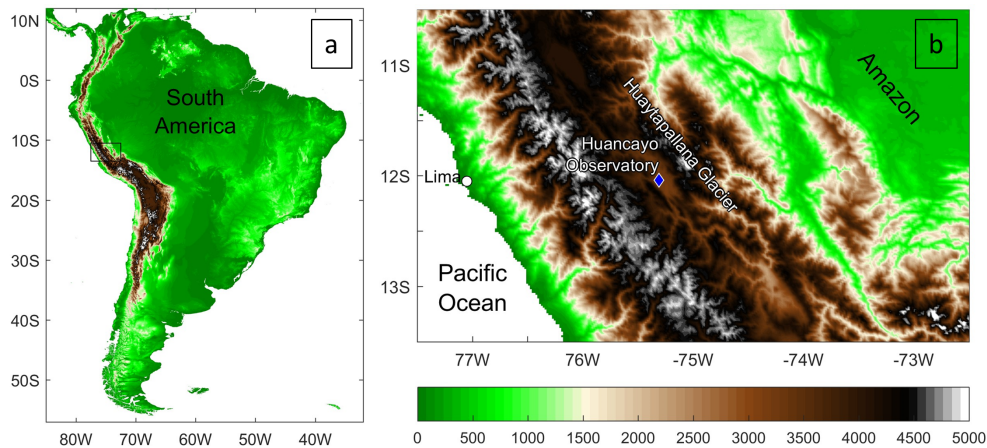 a
10N
0S
10S
20S
30S
40S
50S
80W 70W 60W 50W 40W
South
America
b
11S
12S
13S
77W 76W -75W -74W -73W
Amazon
Huaytapallana Glacier
Huancayo
Observatory
Lima
Pacific
Ocean
0 500 1000 1500 2000 2500 3000 3500 4000 4500 5000